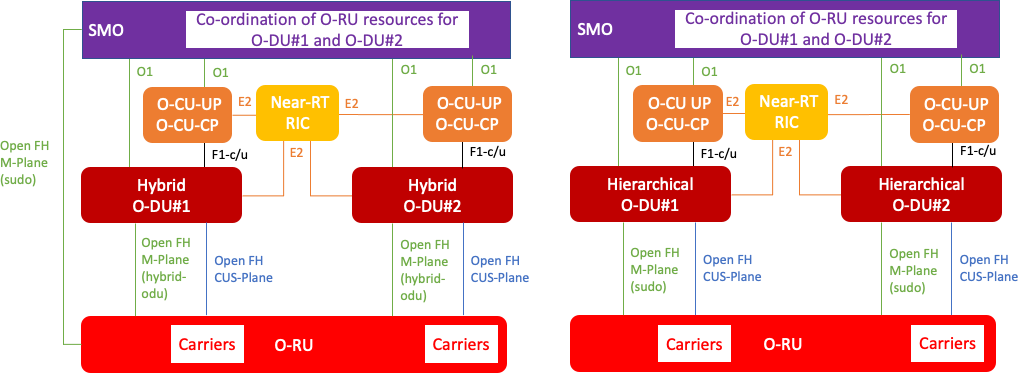 SMO
Co-ordination of O-RU resources for
O-DU#1 and O-DU#2
O1
O1
O1
O1
O-CU-UP
O-CU-CP
E2
Near-RT
RIC
E2
O-CU-UP
O-CU-CP
Open FH
M-Plane
(sudo)
F1-c/u
E2
F1-c/u
Hybrid
O-DU#1
Hybrid
O-DU#2
Open FH
M-Plane
(hybrid-
odu)
Open FH
CUS-Plane
Open FH
M-Plane
(hybrid-
odu)
Open FH
CUS-Plane
Carriers
O-RU
Carriers
SMO
Co-ordination of O-RU resources for
O-DU#1 and O-DU#2
O1
O1
O1
O1
O-CU UP
O-CU-CP
E2
Near-RT
RIC
E2
O-CU-UP
O-CU-CP
F1-c/u
E2
F1-c/u
Hierarchical
O-DU#1
Hierarchical
O-DU#2
Open FH
M-Plane
(sudo)
Open FH
CUS-Plane
Open FH
M-Plane
(sudo)
Open FH
CUS-Plane
Carriers
O-RU
Carriers